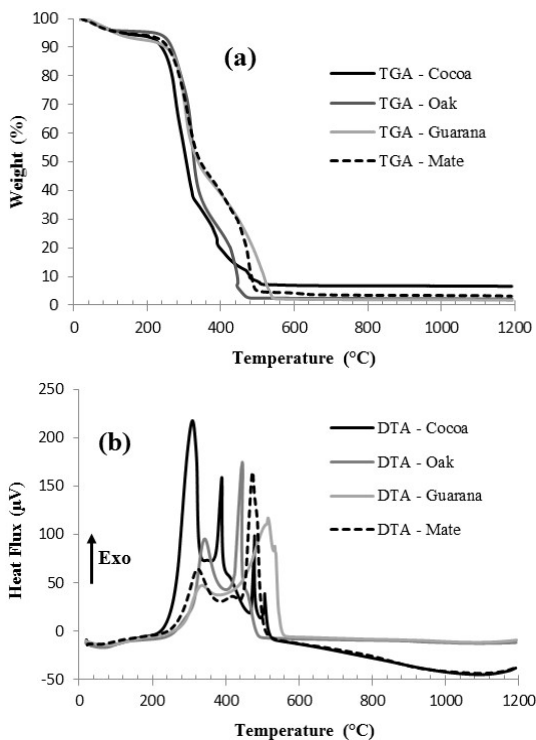 100
90
80
70
60
50
40
30
20
10
0
Weight (%)
(a)
TGA - Cocoa
TGA - Oak
TGA - Guarana
TGA - Mate
0 200 400 600 800 1000 1200
Temperature (°C)
250
200
150
100
50
0
-50
Heat Flux (µV)
(b)
Exo
DTA - Cocoa
DTA - Oak
DTA - Guarana
DTA - Mate
0 200 400 600 800 1000 1200
Temperature (°C)